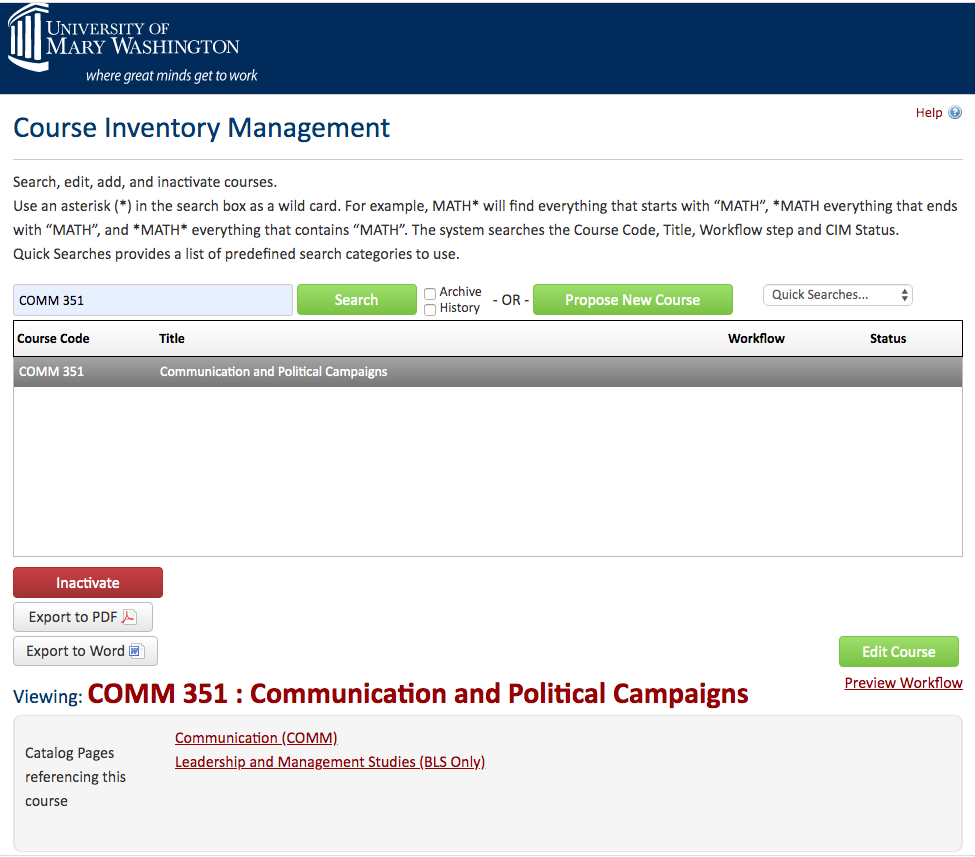 UNIVERSITY OF
MARY WASHINGTON
where great minds get to work
Help
Course Inventory Management
Search, edit, add, and inactivate courses.
Use an asterisk (*) in the search box as a wild card. For example, MATH* will find everything that starts with “MATH”, *MATH everything that ends
with “MATH”, and *MATH* everything that contains “MATH”. The system searches the Course Code, Title, Workflow step and CIM Status.
Quick Searches provides a list of predefined search categories to use.
COMM 351 Search Archive History - OR - Propose New Course Quick Searches...
Course Code Title Workflow Status
COMM 351 Communication and Political Campaigns
Inactivate
Export to PDF
Export to Word
Edit Course
Preview Workflow
Viewing: COMM 351 : Communication and Political Campaigns
Catalog Pages
referencing this
course
Communication (COMM)
Leadership and Management Studies (BLS Only)